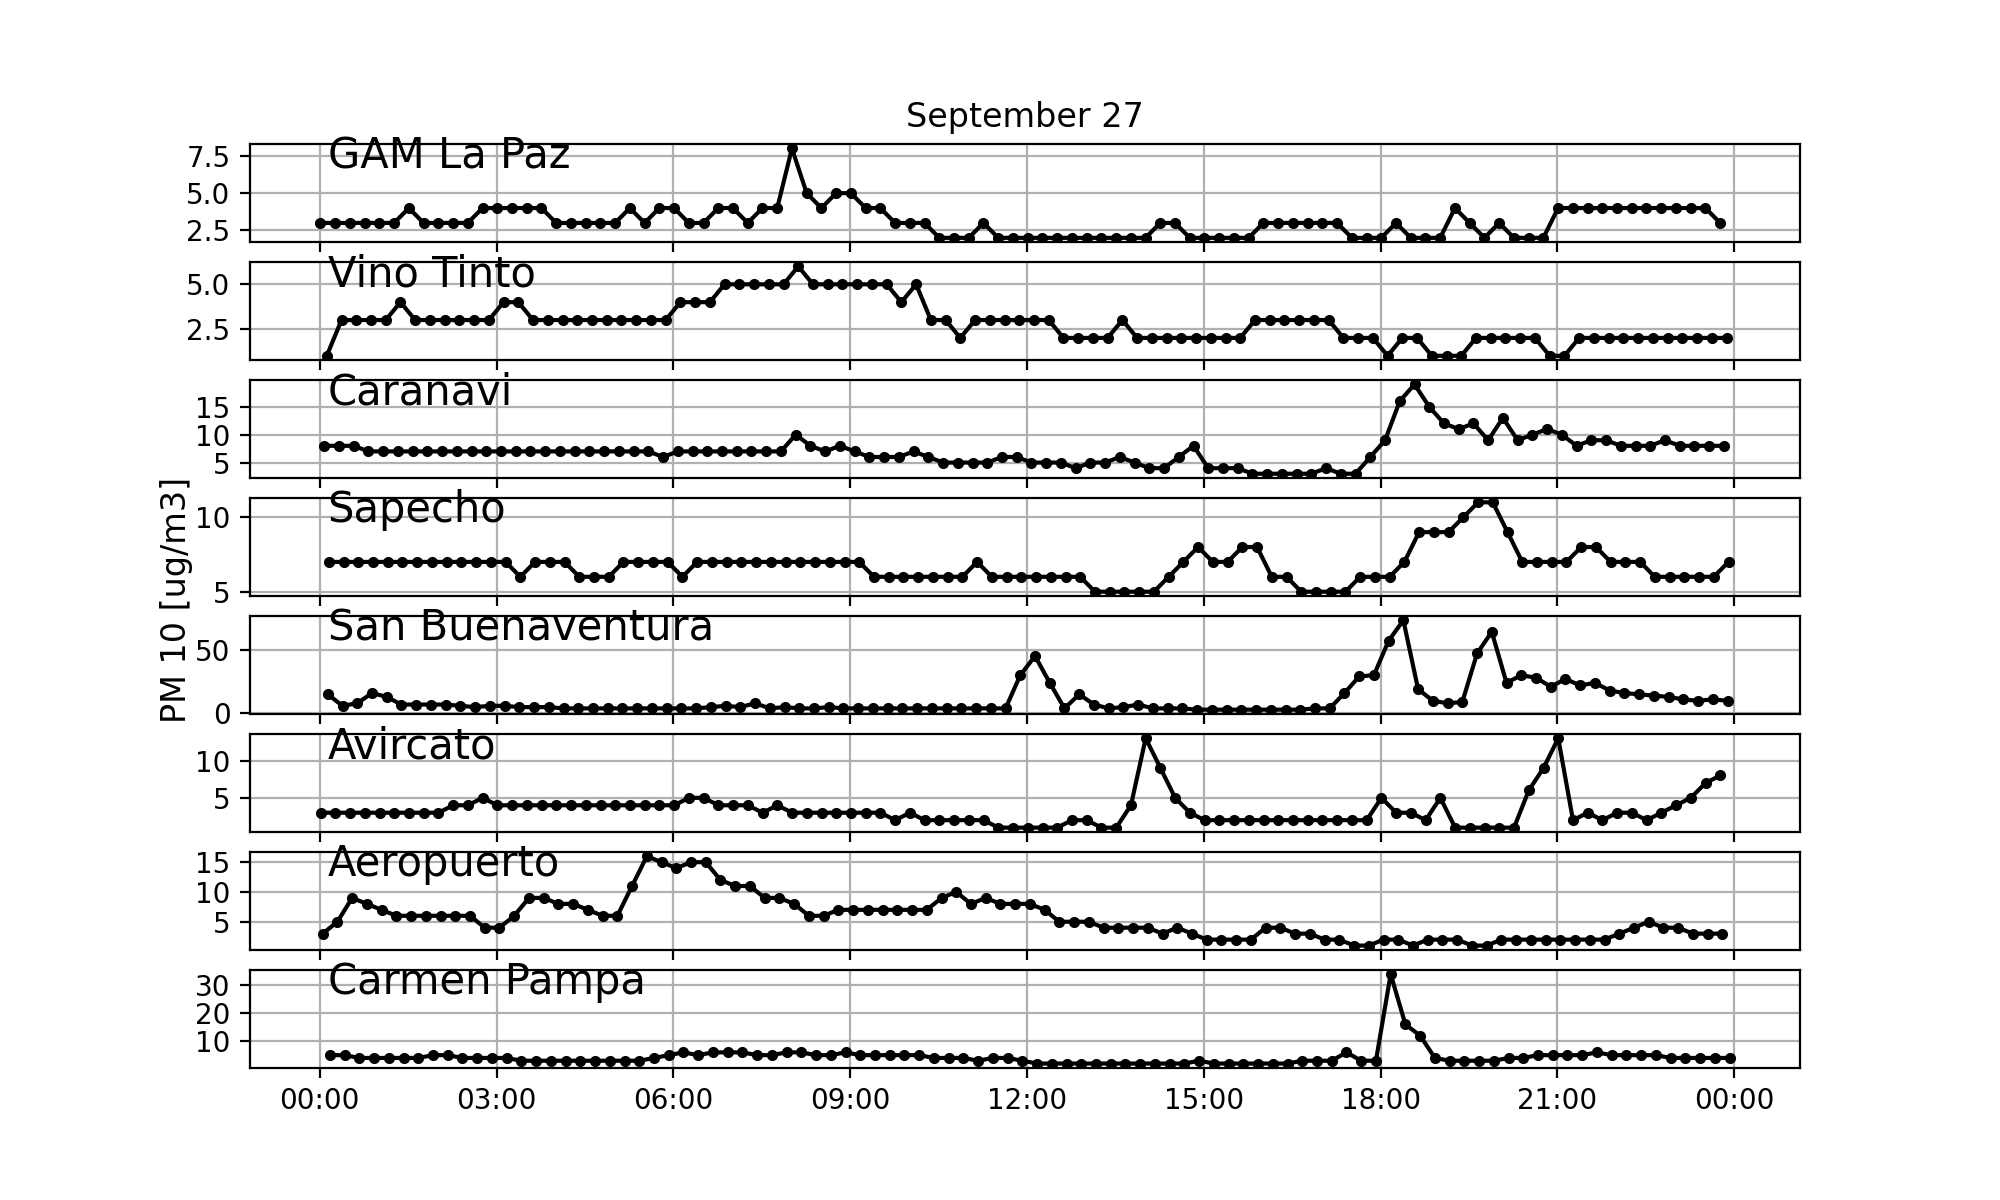 September 27
GAM La Paz
7.5
5.0
2.5
Vino Tinto
5.0
2.5
Caranavi
15
10
5
PM 10 [ug/m3]
Sapecho
10
5
San Buenaventura
50
0
Avircato
10
5
Aeropuerto
15
10
5
Carmen Pampa
30
20
10
00:00 03:00 06:00 09:00 12:00 15:00 18:00 21:00 00:00